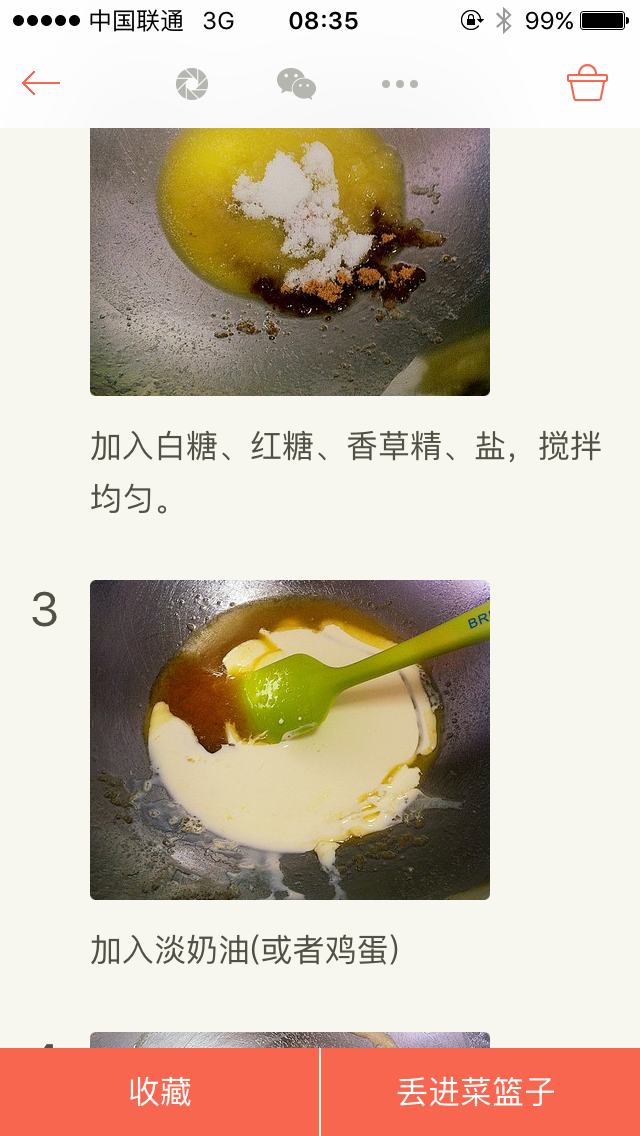 中国联通 3G 08:35 99%
加入白糖、红糖、香草精、盐，搅拌
均匀。
3
加入淡奶油(或者鸡蛋)
收藏 丢进菜篮子